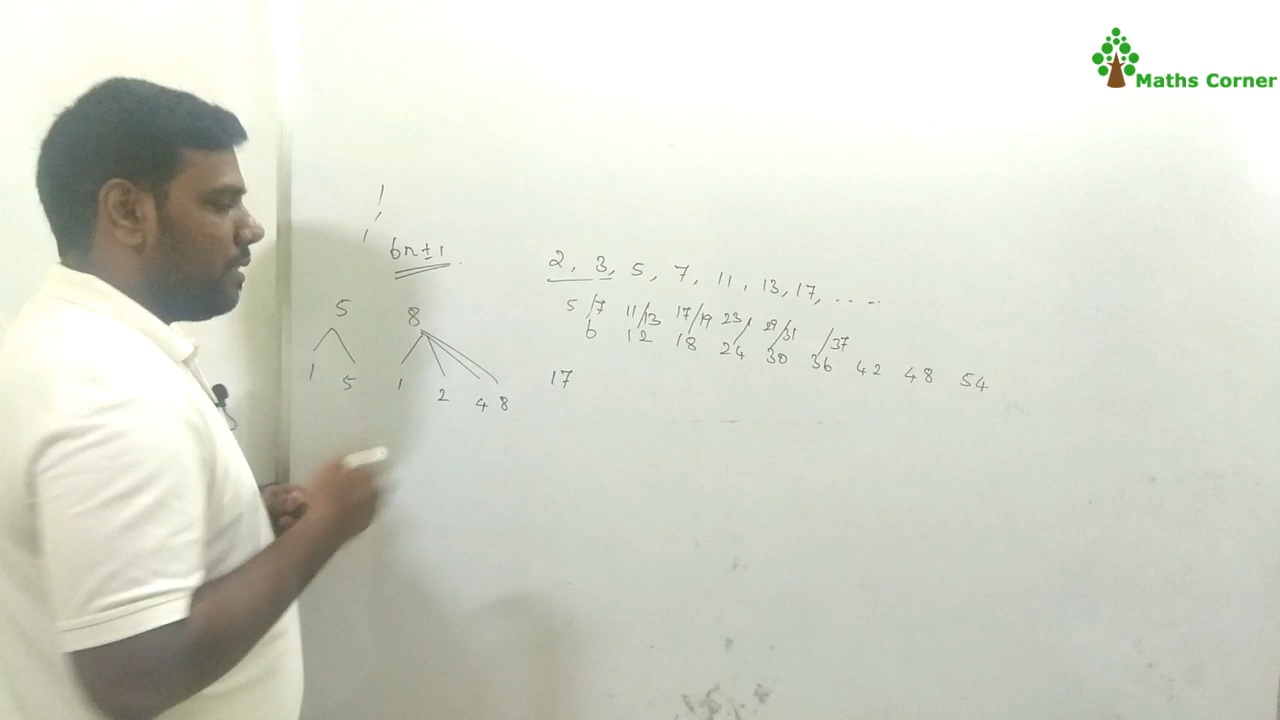 Maths Corner
6n±1
2, 3, 5, 7, 11, 13, 17, ....
5/7 11/13 17/19 23/ 29/31 /37
6 12 18 24 30 36 42 48 54
5 8
1 5 1 2 4 8
17